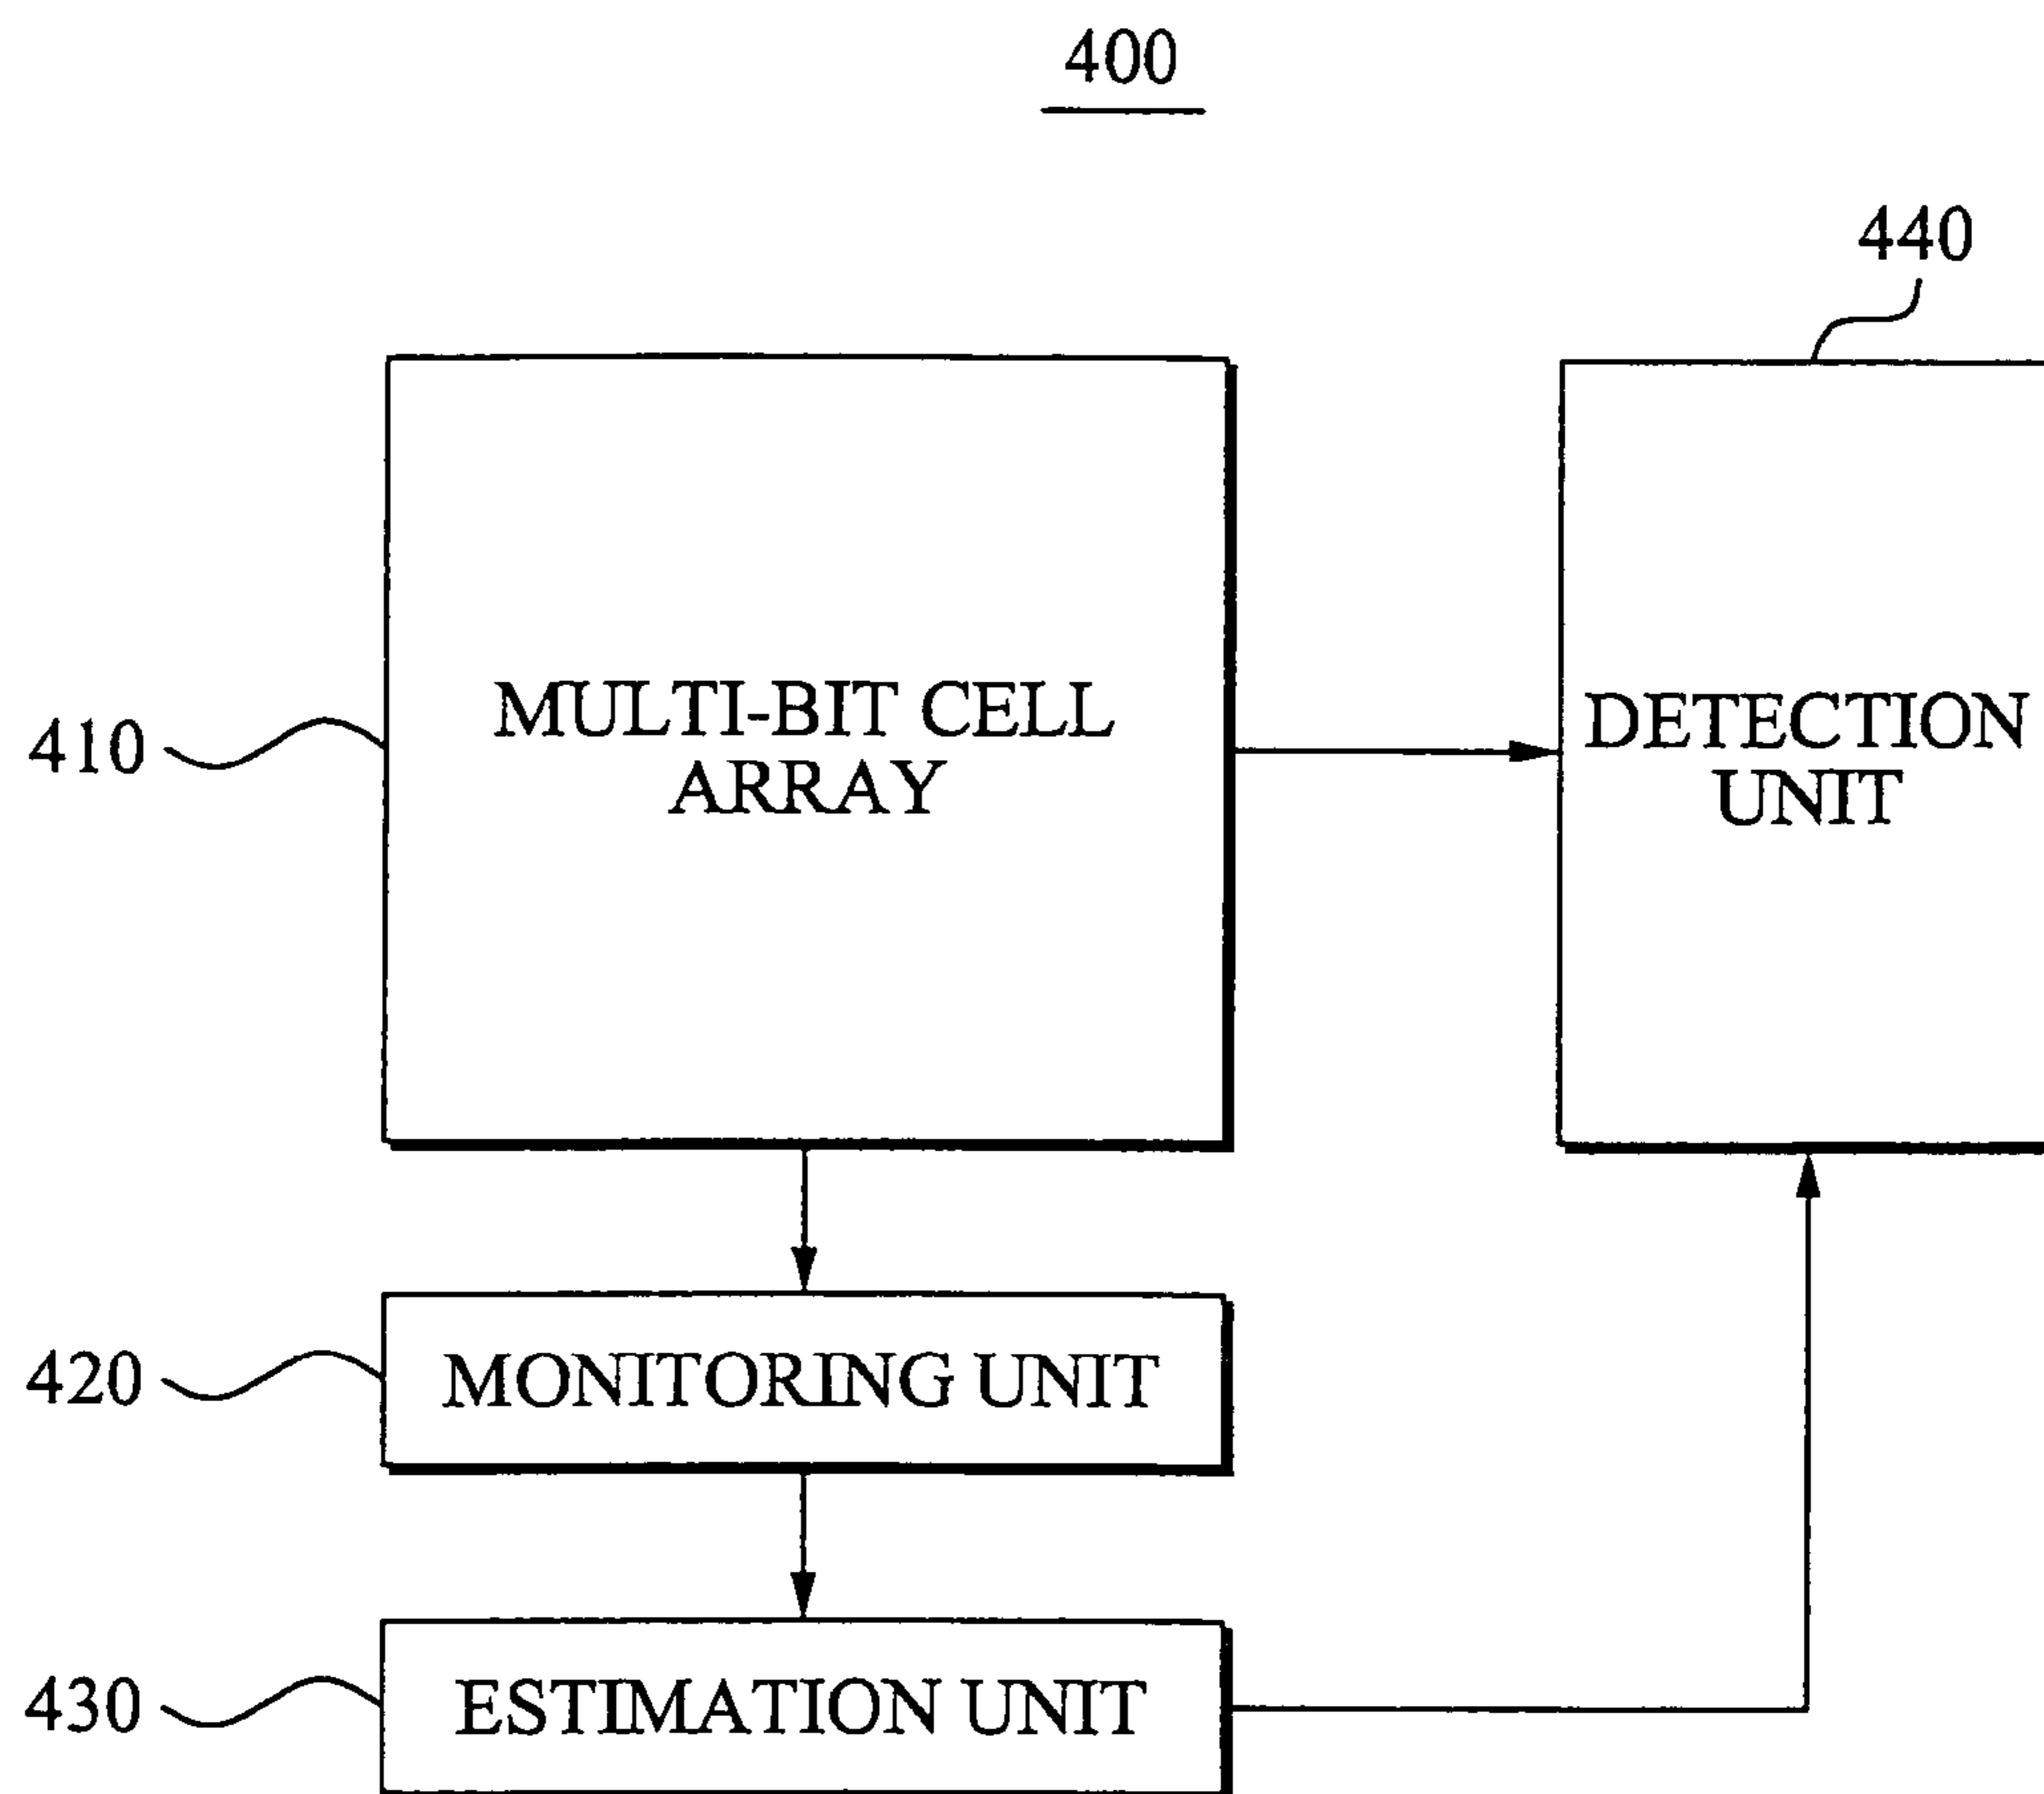 400
440
410
MULTI-BIT CELL
ARRAY
DETECTION
UNIT
420
MONITORING UNIT
430
ESTIMATION UNIT